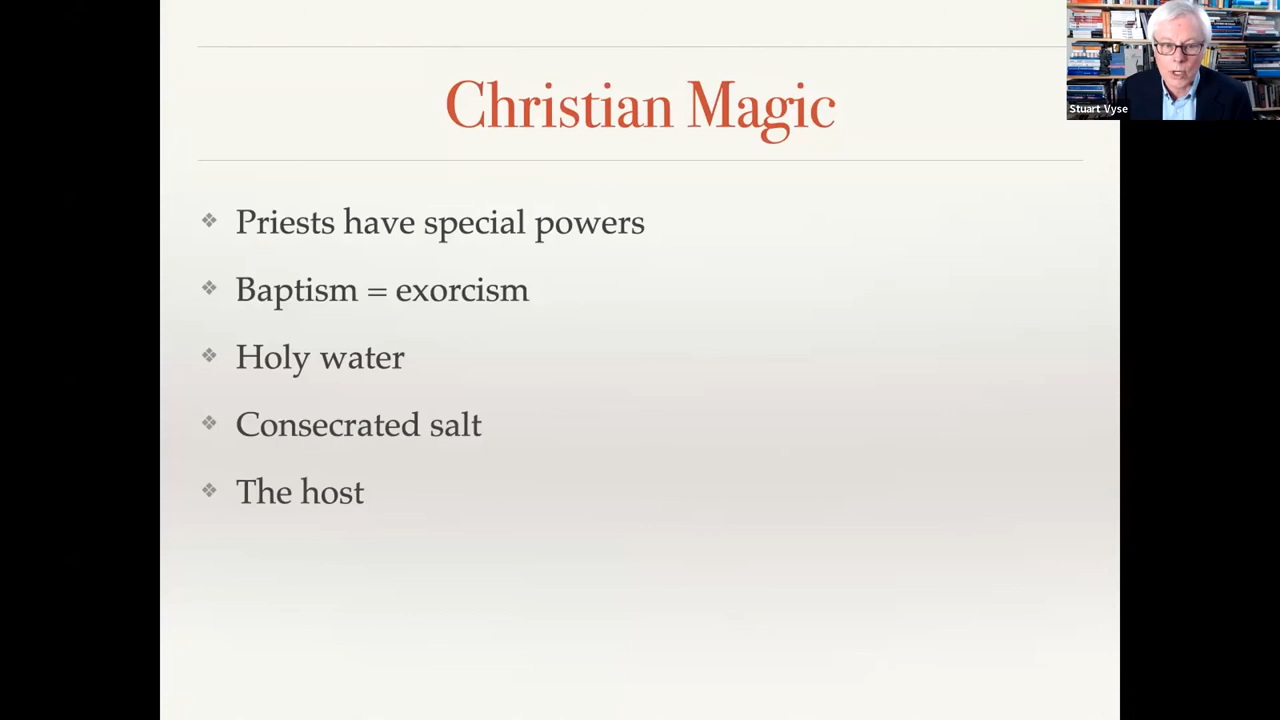 Christian Magic
Stuart Vyse
❖ Priests have special powers
❖ Baptism = exorcism
❖ Holy water
❖ Consecrated salt
❖ The host